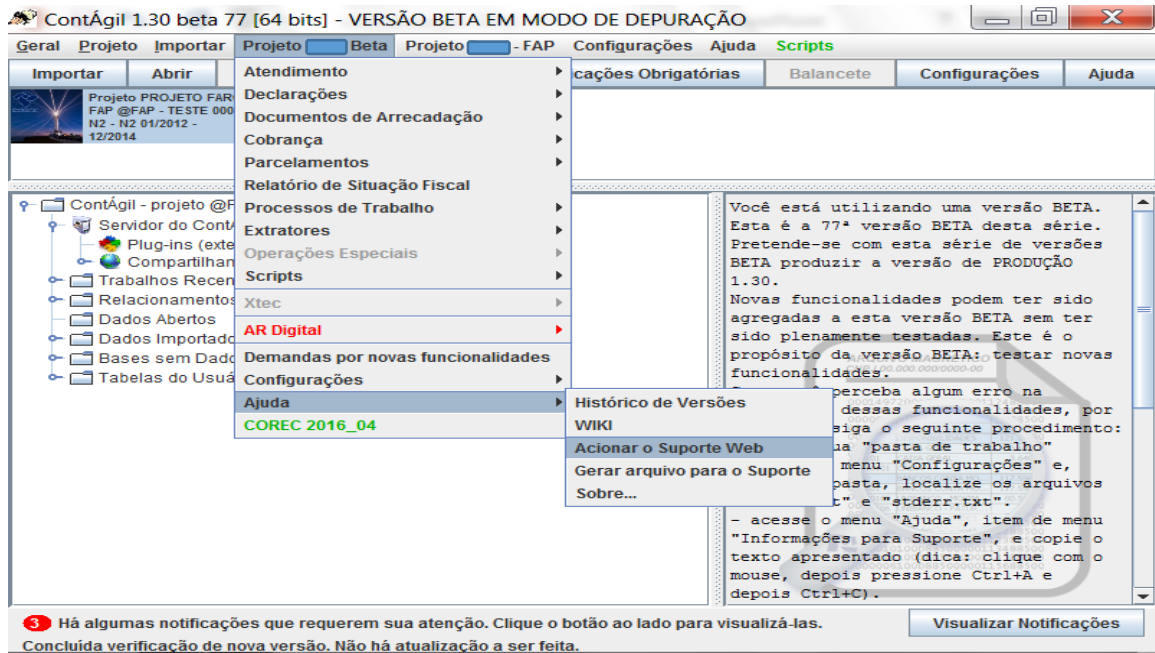 ContÁgil 1.30 beta 77 [64 bits] - VERSÃO BETA EM MODO DE DEPURAÇÃO
Geral Projeto Importar Projeto Beta Projeto - FAP Configurações Ajuda Scripts
Importar Abrir icações Obrigatórias Balancete Configurações Ajuda
Projeto PROJETO FAR
FAP @FAP - TESTE 000
N2 - N2 01/2012 -
12/2014
Atendimento
Declarações
Documentos de Arrecadação
Cobrança
Parcelamentos
Relatório de Situação Fiscal
Processos de Trabalho
Extratores
Operações Especiais
Scripts
Xtec
AR Digital
Demandas por novas funcionalidades
Configurações
Ajuda
COREC 2016_04
Histórico de Versões
WIKI
Acionar o Suporte Web
Gerar arquivo para o Suporte
Sobre...
ContÁgil - projeto @F
Servidor do Cont
Plug-ins (exte
Compartilhan
Trabalhos Recen
Relacionamentos
Dados Abertos
Dados Importado
Bases sem Dado
Tabelas do Usuá
Você está utilizando uma versão BETA.
Esta é a 77ª versão BETA desta série.
Pretende-se com esta série de versões
BETA produzir a versão de PRODUÇÃO
1.30.
Novas funcionalidades podem ter sido
agregadas a esta versão BETA sem ter
sido plenamente testadas. Este é o
propósito da versão BETA: testar novas
funcionalidades.
perceba algum erro na
dessas funcionalidades, por
siga o seguinte procedimento:
ua "pasta de trabalho"
menu "Configurações" e,
pasta, localize os arquivos
t" e "stderr.txt".
- acesse o menu "Ajuda", item de menu
"Informações para Suporte", e copie o
texto apresentado (dica: clique com o
mouse, depois pressione Ctrl+A e
depois Ctrl+C).
3 Há algumas notificações que requerem sua atenção. Clique o botão ao lado para visualizá-las.
Visualizar Notificações
Concluída verificação de nova versão. Não há atualização a ser feita.